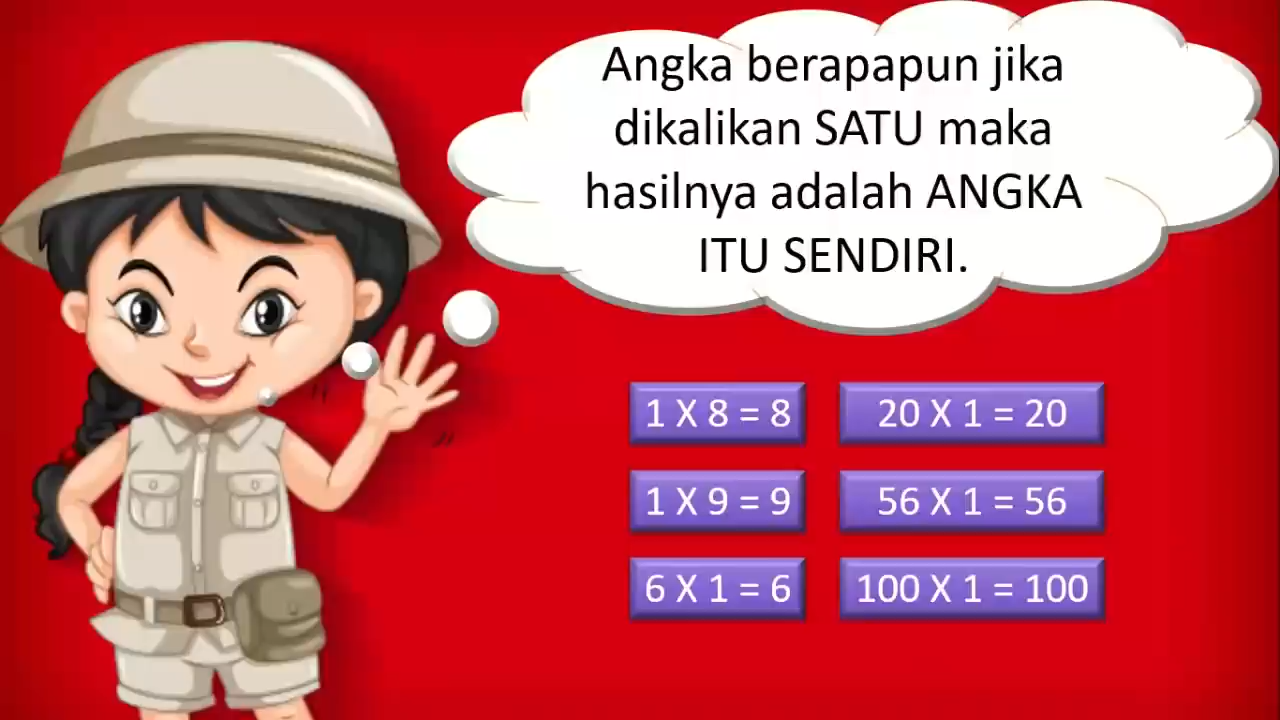 Angka berapapun jika
dikalikan SATU maka
hasilnya adalah ANGKA
ITU SENDIRI.
1 X 8 = 8
20 X 1 = 20
1 X 9 = 9
56 X 1 = 56
6 X 1 = 6
100 X 1 = 100